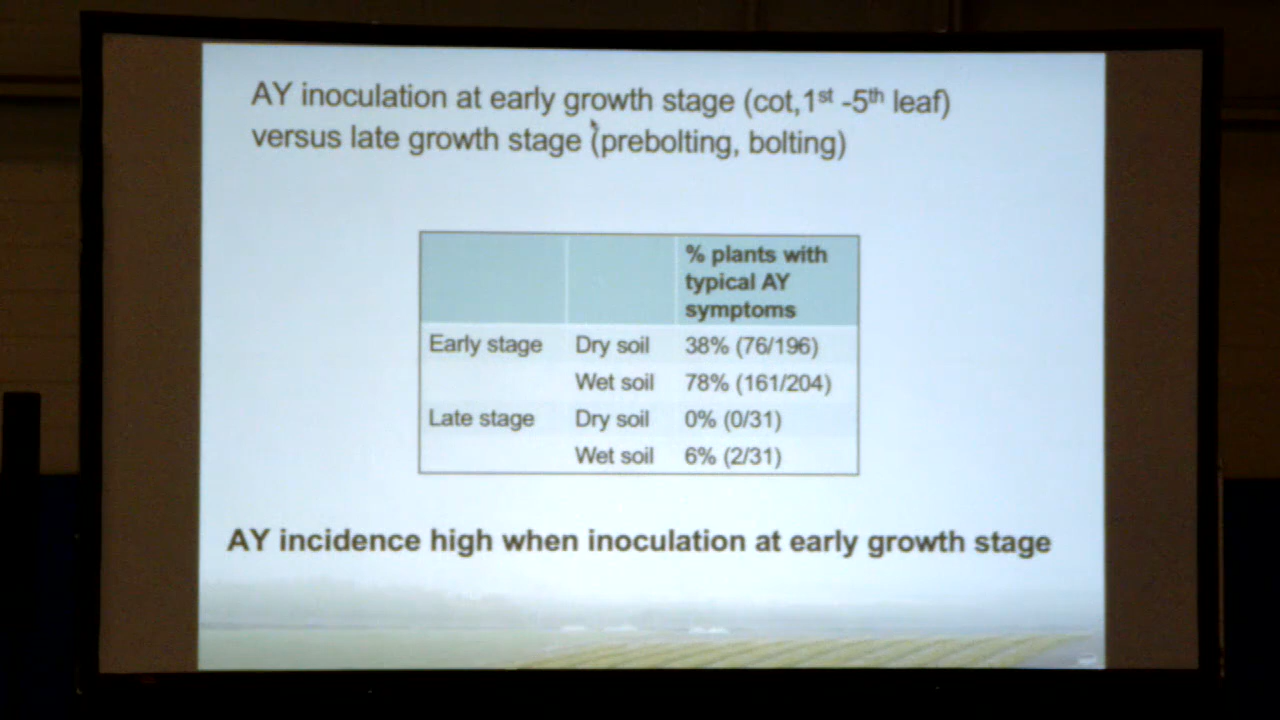 AY inoculation at early growth stage (cot,1st -5th leaf)
versus late growth stage (prebolting, bolting)
% plants with
typical AY
symptoms
Early stage Dry soil 38% (76/196)
Wet soil 78% (161/204)
Late stage Dry soil 0% (0/31)
Wet soil 6% (2/31)
AY incidence high when inoculation at early growth stage